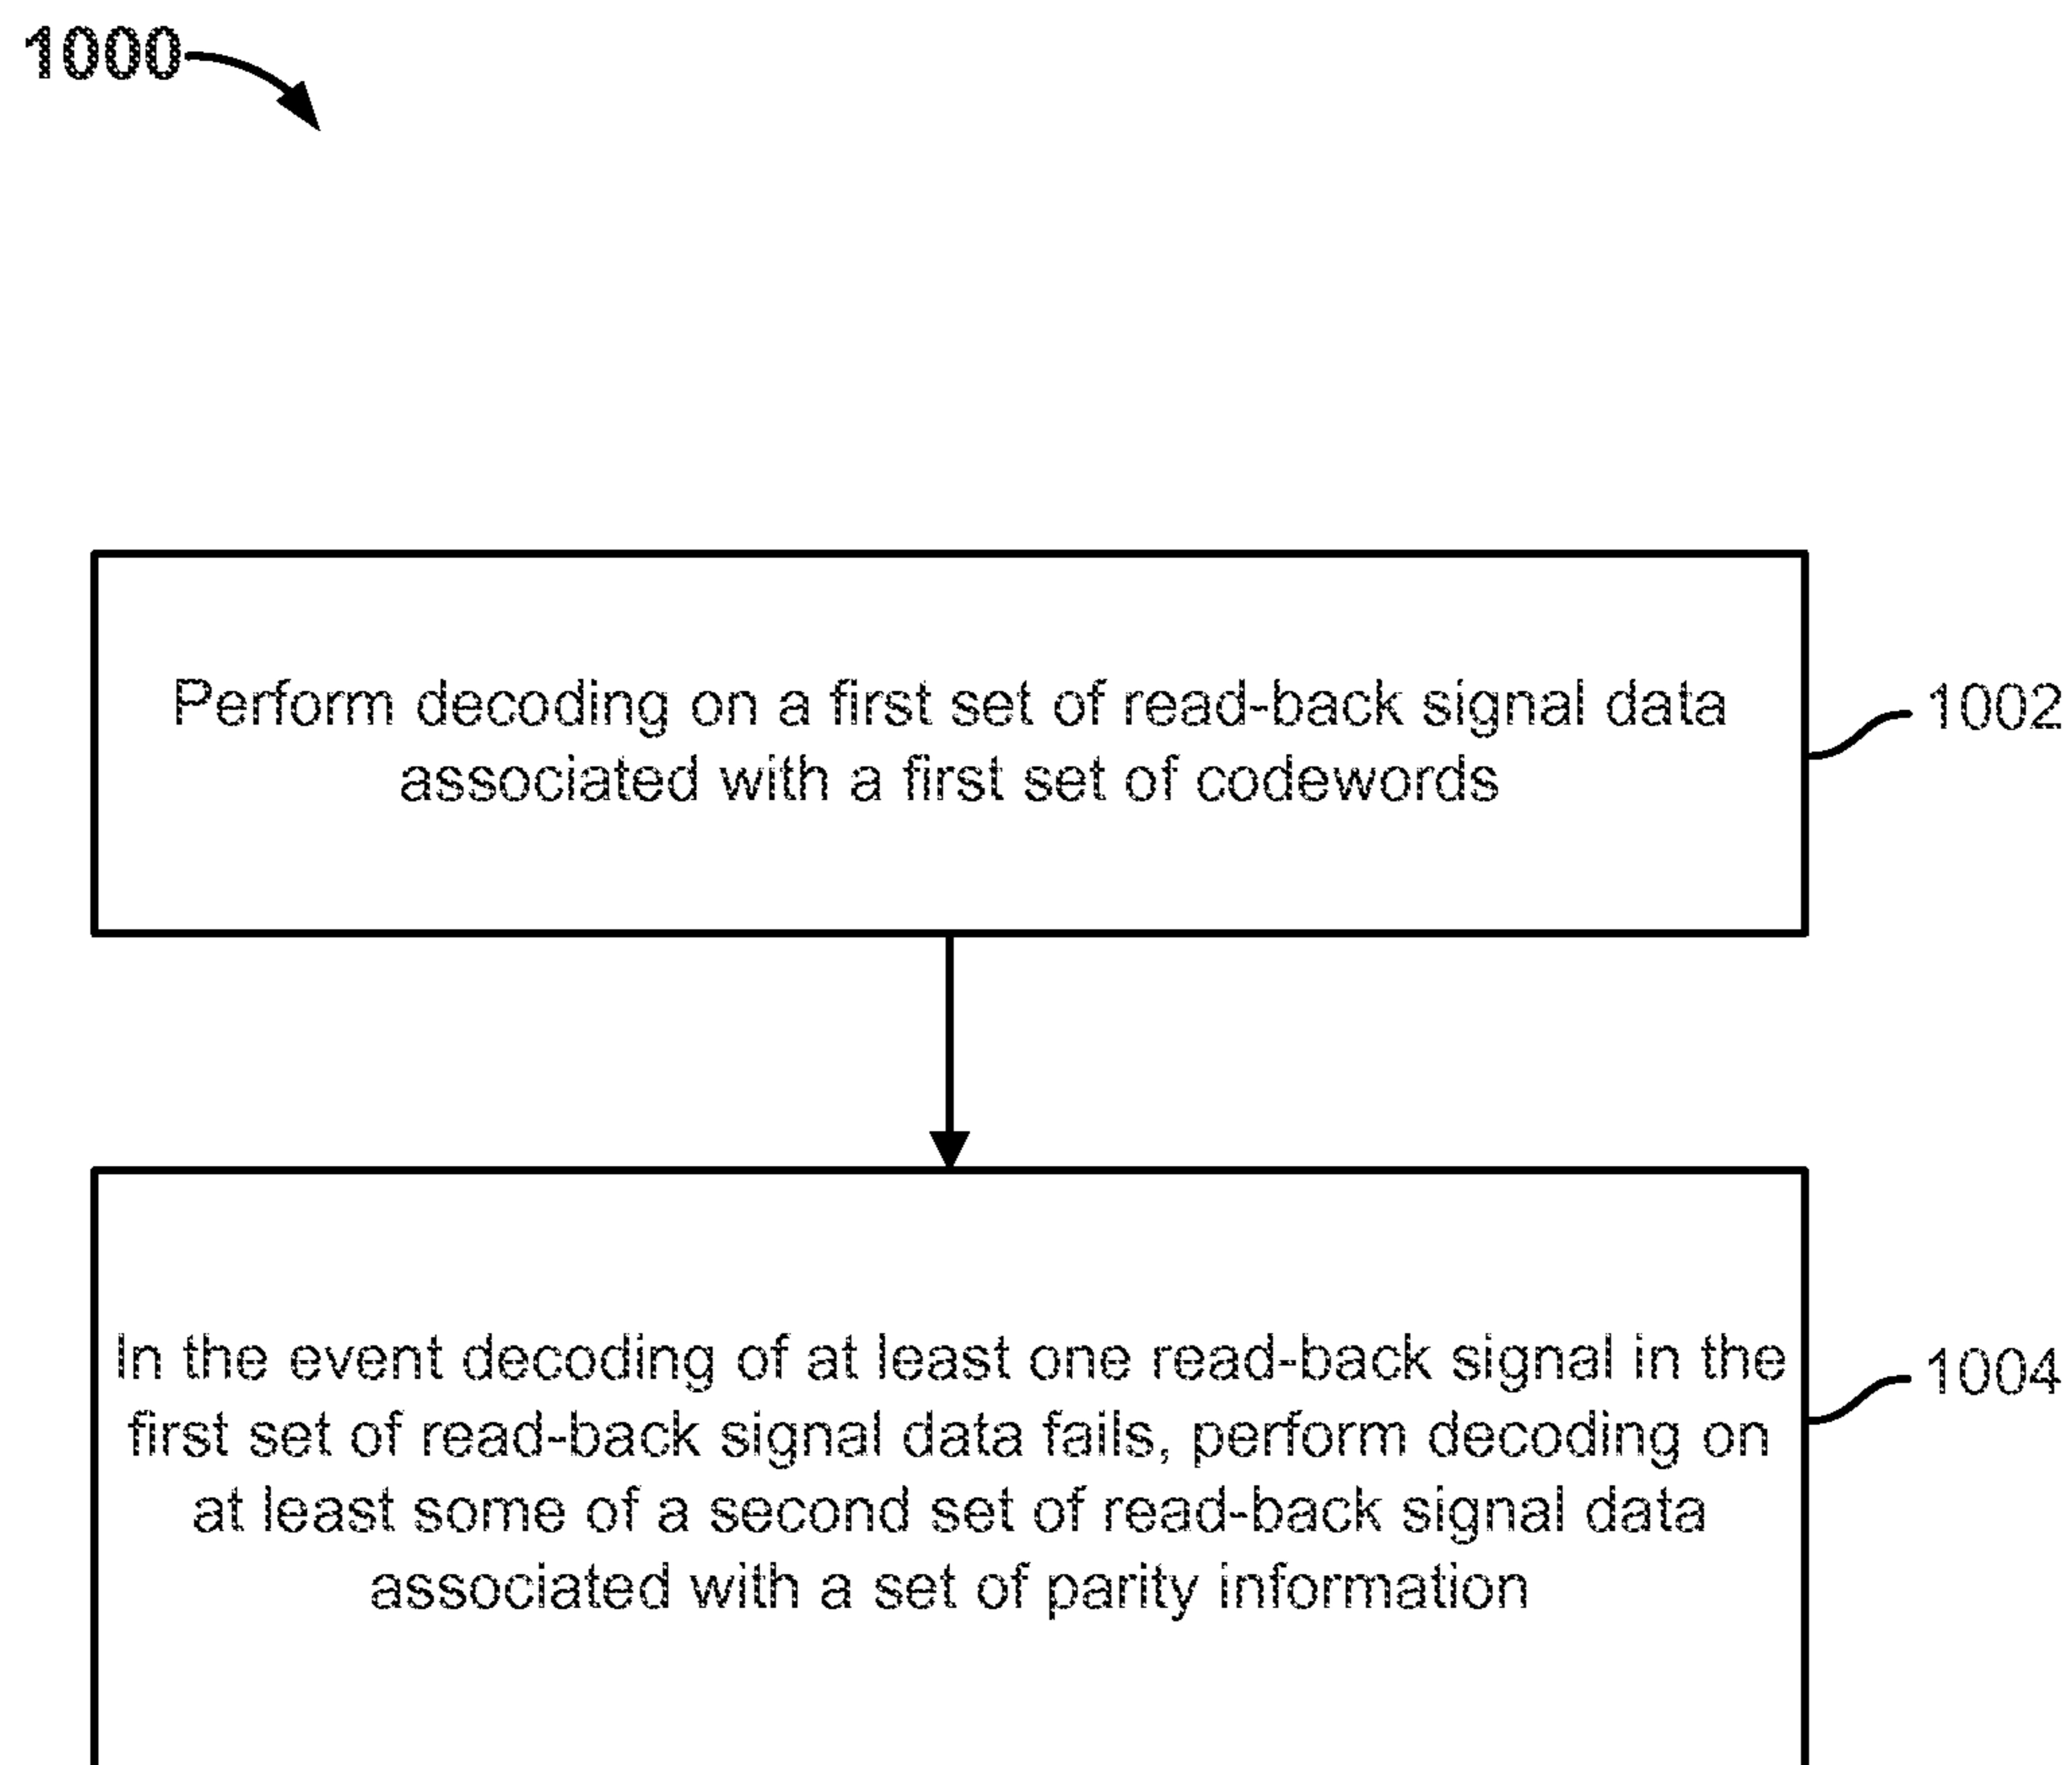 1000
Perform decoding on a first set of read-back signal data
associated with a first set of codewords
1002
In the event decoding of at least one read-back signal in the
first set of read-back signal data fails, perform decoding on
at least some of a second set of read-back signal data
associated with a set of parity information
1004